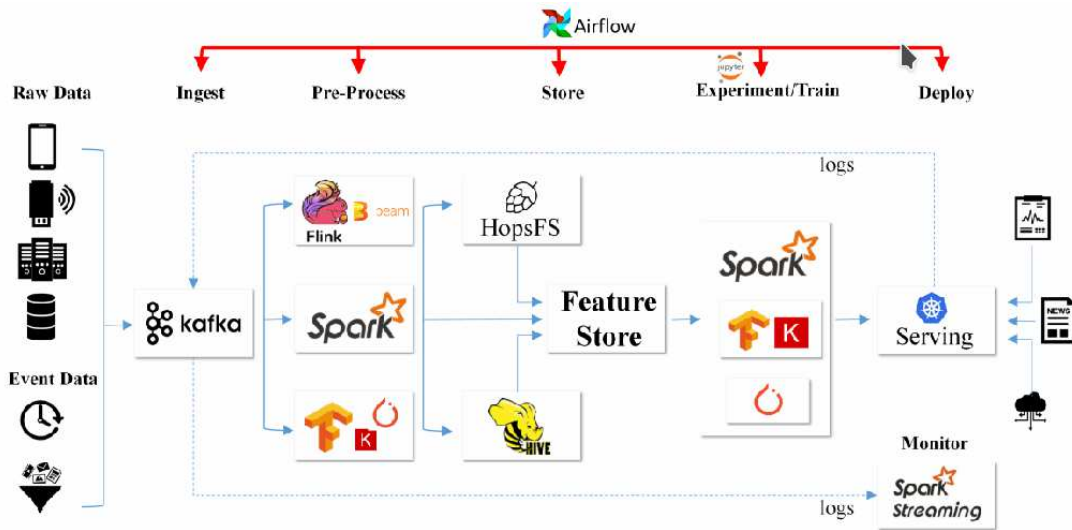 Airflow
jupyter
Raw Data
Ingest
Pre-Process
Store
Experiment/Train
Deploy
logs
Flink
B beam
HopsFS
kafka
Spark
Feature
Store
Spark
K
Serving
NEWS
Event Data
K
HIVE
Monitor
logs
Spark
Streaming